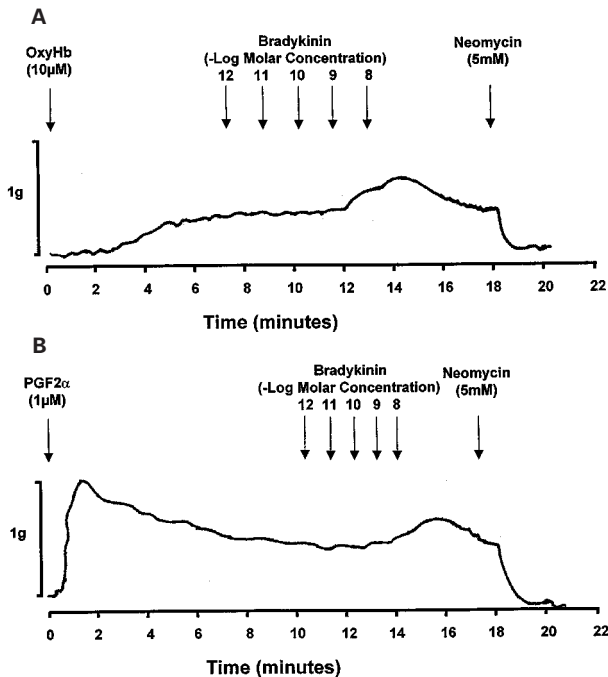 A
OxyHb
(10µM)
Bradykinin
(-Log Molar Concentration)
12 11 10 9 8
Neomycin
(5mM)
1g
0 2 4 6 8 10 12 14 16 18 20 22
Time (minutes)
B
PGF2α
(1µM)
Bradykinin
(-Log Molar Concentration)
12 11 10 9 8
Neomycin
(5mM)
1g
0 2 4 6 8 10 12 14 16 18 20 22
Time (minutes)